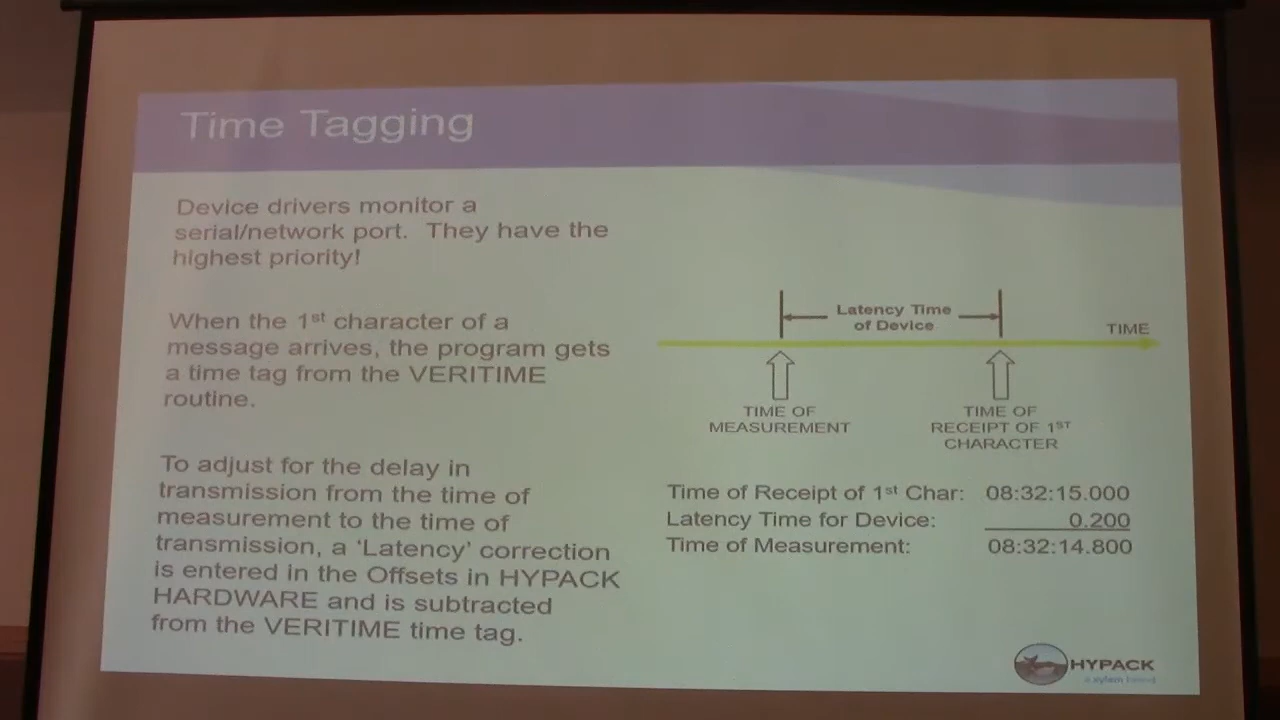 Time Tagging
Device drivers monitor a
serial/network port. They have the
highest priority!
When the 1st character of a
message arrives, the program gets
a time tag from the VERITIME
routine.
To adjust for the delay in
transmission from the time of
measurement to the time of
transmission, a ‘Latency’ correction
is entered in the Offsets in HYPACK
HARDWARE and is subtracted
from the VERITIME time tag.
Latency Time
of Device
TIME
TIME OF
MEASUREMENT
TIME OF
RECEIPT OF 1ST
CHARACTER
Time of Receipt of 1st Char: 08:32:15.000
Latency Time for Device: 0.200
Time of Measurement: 08:32:14.800
HYPACK
a xylem brand